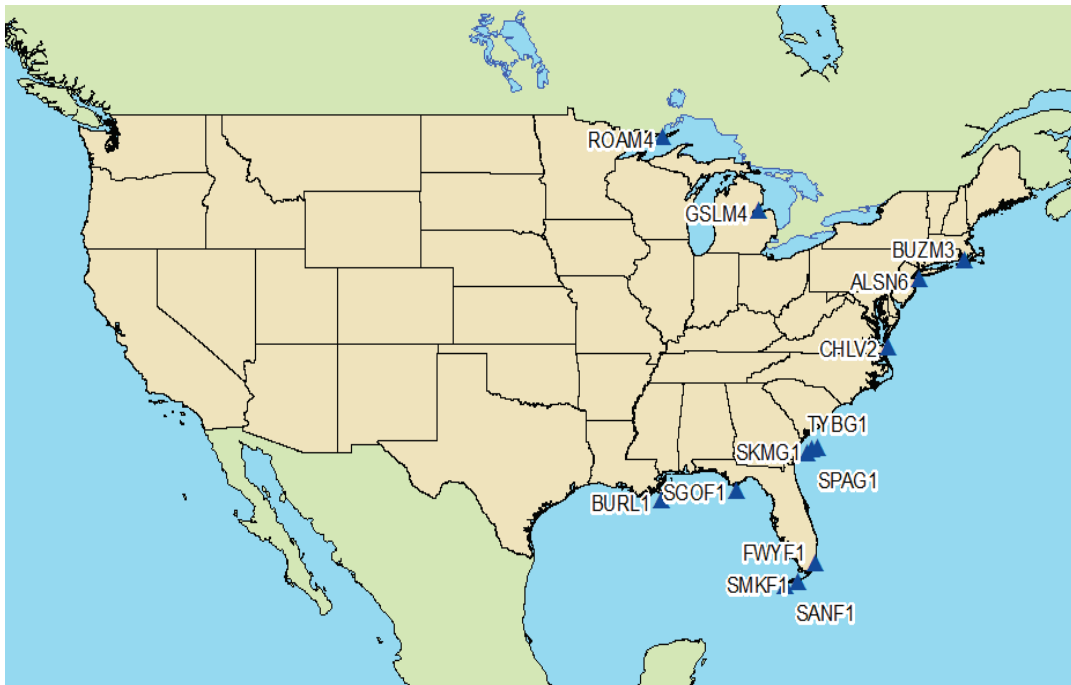 ROAM4
GSLM4
BUZM3
ALSN6
CHLV2
TYBG1
SKMG1
SPAG1
SGOF1
BURL1
FWYF1
SMKF1
SANF1